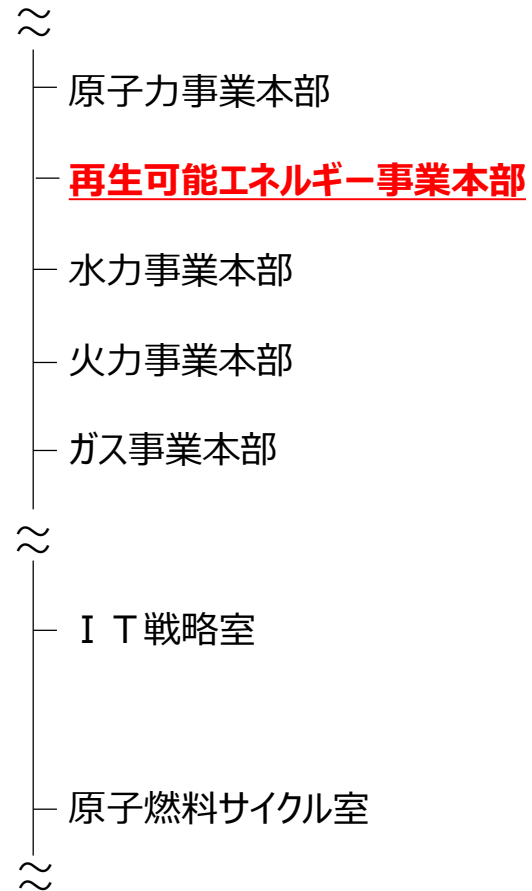 原子力事業本部
再生可能エネルギー事業本部
水力事業本部
火力事業本部
ガス事業本部
ＩＴ戦略室
原子燃料サイクル室